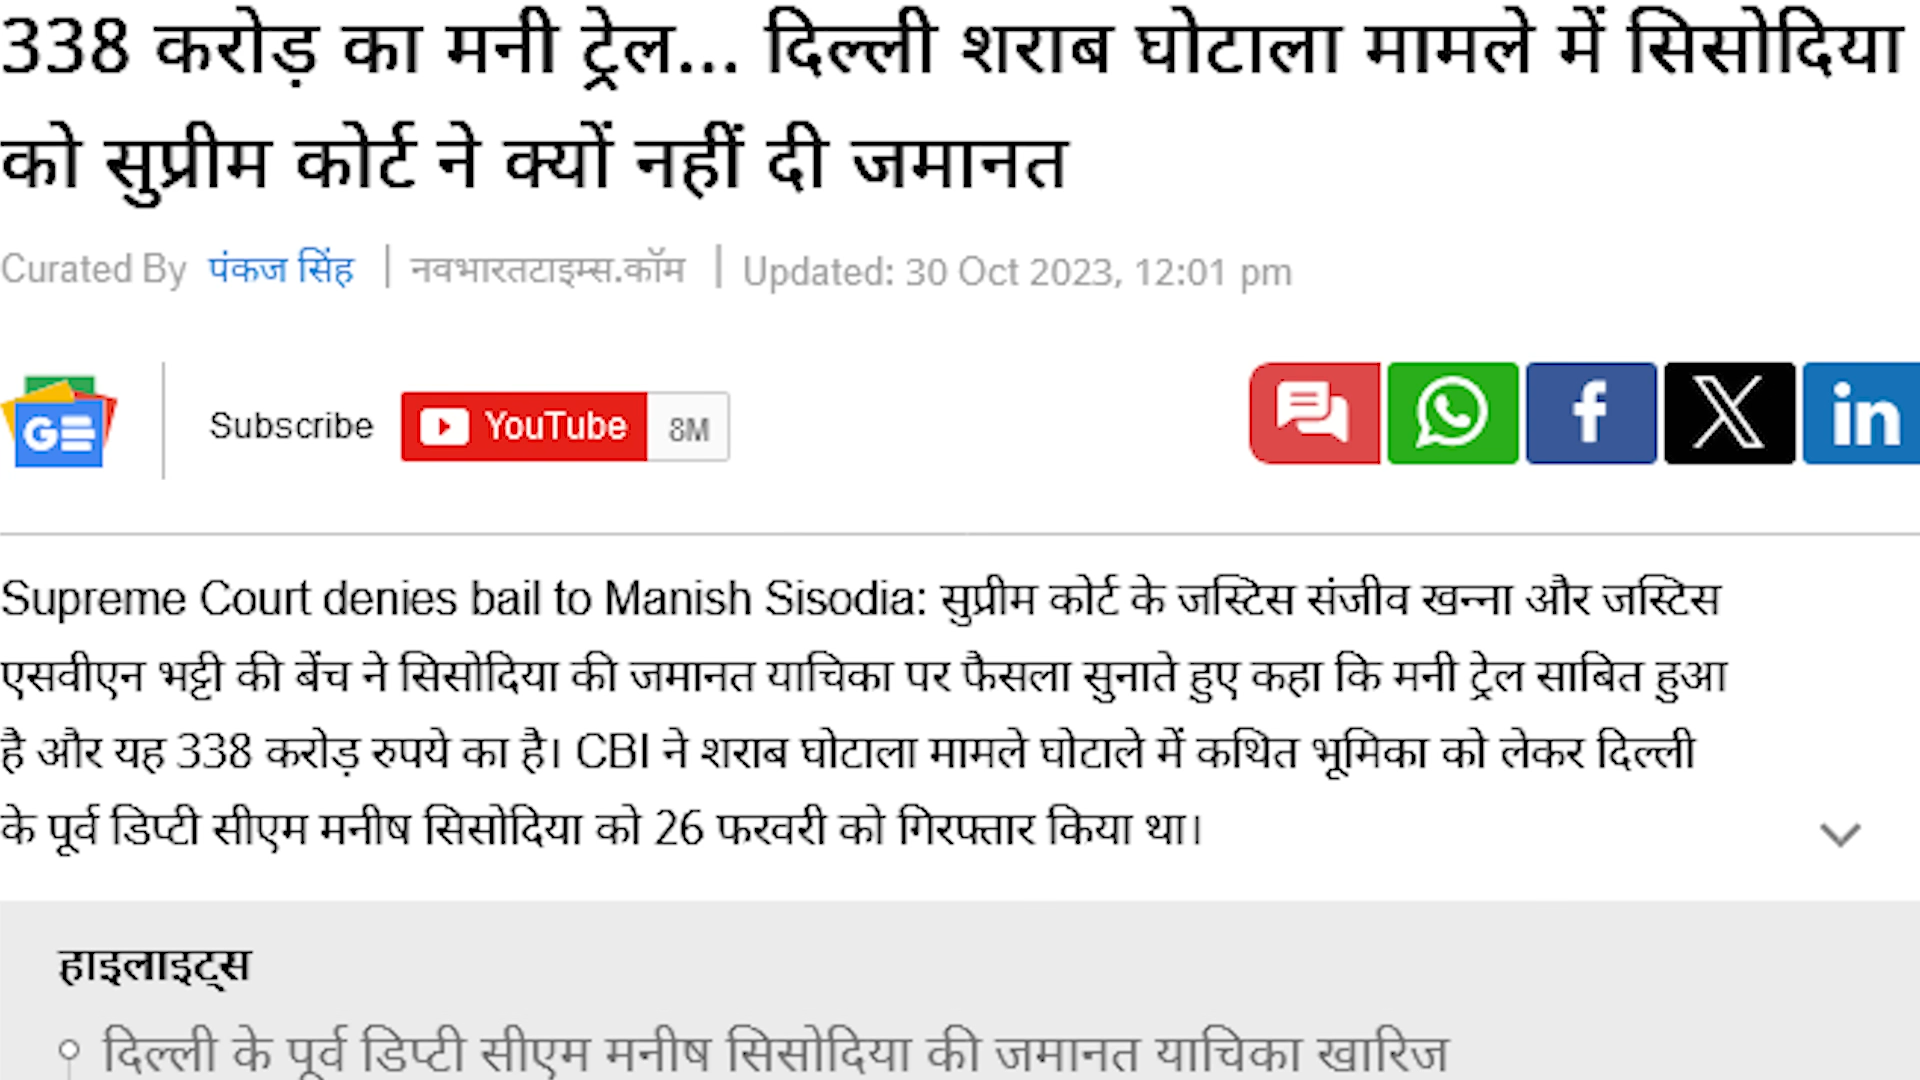 338 करोड़ का मनी ट्रेल... दिल्ली शराब घोटाला मामले में सिसोदिया
को सुप्रीम कोर्ट ने क्यों नहीं दी जमानत
Curated By पंकज सिंह | नवभारतटाइम्स.कॉम | Updated: 30 Oct 2023, 12:01 pm
GE Subscribe YouTube 8M f X in
Supreme Court denies bail to Manish Sisodia: सुप्रीम कोर्ट के जस्टिस संजीव खन्ना और जस्टिस
एसवीएन भट्टी की बेंच ने सिसोदिया की जमानत याचिका पर फैसला सुनाते हुए कहा कि मनी ट्रेल साबित हुआ
है और यह 338 करोड़ रुपये का है। CBI ने शराब घोटाला मामले घोटाले में कथित भूमिका को लेकर दिल्ली
के पूर्व डिप्टी सीएम मनीष सिसोदिया को 26 फरवरी को गिरफ्तार किया था।
हाइलाइट्स
दिल्ली के पूर्व डिप्टी सीएम मनीष सिसोदिया की जमानत याचिका खारिज